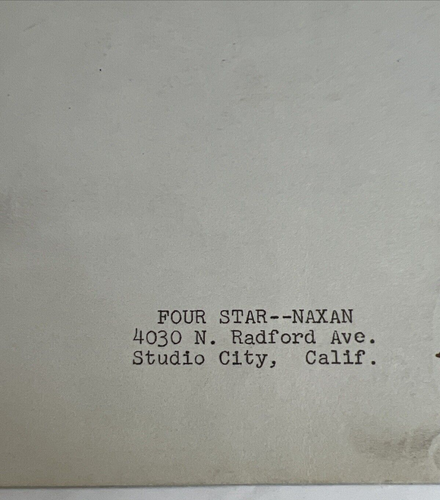 FOUR STAR--NAXAN
4030 N. Radford Ave.
Studio City,  Calif.